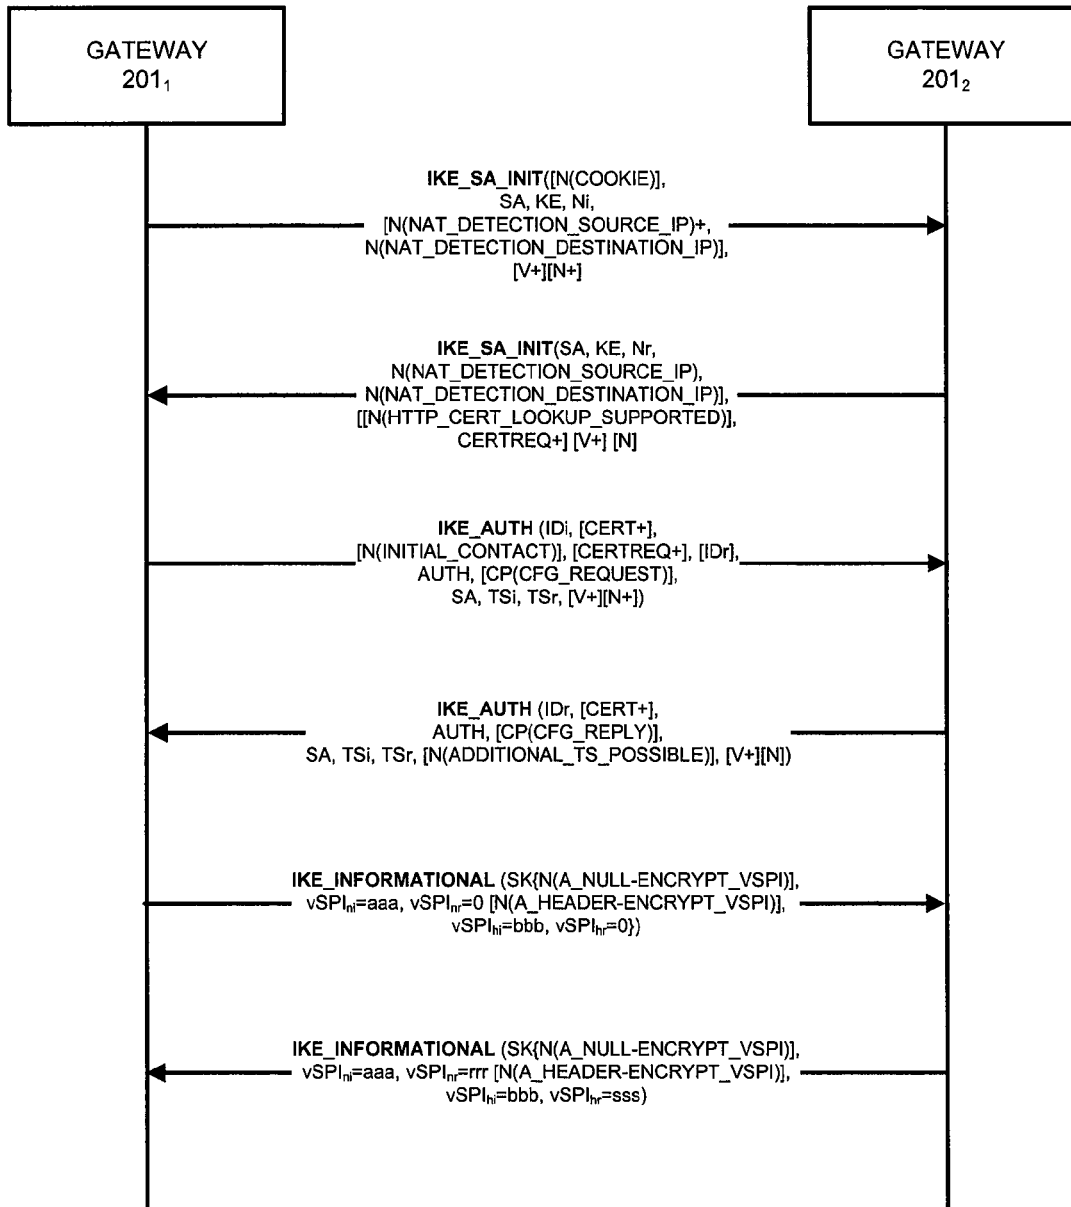 GATEWAY
201₁
GATEWAY
201₂
IKE_SA_INIT([N(COOKIE)],
SA, KE, Ni,
[N(NAT_DETECTION_SOURCE_IP)+,
N(NAT_DETECTION_DESTINATION_IP)],
[V+][N+]
IKE_SA_INIT(SA, KE, Nr,
N(NAT_DETECTION_SOURCE_IP),
N(NAT_DETECTION_DESTINATION_IP)],
[[N(HTTP_CERT_LOOKUP_SUPPORTED)],
CERTREQ+] [V+] [N]
IKE_AUTH (IDi, [CERT+],
[N(INITIAL_CONTACT)], [CERTREQ+], [IDr],
AUTH, [CP(CFG_REQUEST)],
SA, TSi, TSr, [V+][N+])
IKE_AUTH (IDr, [CERT+],
AUTH, [CP(CFG_REPLY)],
SA, TSi, TSr, [N(ADDITIONAL_TS_POSSIBLE)], [V+][N])
IKE_INFORMATIONAL (SK{N(A_NULL-ENCRYPT_VSPI)],
vSPIₙᵢ=aaa, vSPIₙᵣ=0 [N(A_HEADER-ENCRYPT_VSPI)],
vSPIₕᵢ=bbb, vSPIₕᵣ=0})
IKE_INFORMATIONAL (SK{N(A_NULL-ENCRYPT_VSPI)],
vSPIₙᵢ=aaa, vSPIₙᵣ=rrr [N(A_HEADER-ENCRYPT_VSPI)],
vSPIₕᵢ=bbb, vSPIₕᵣ=sss)